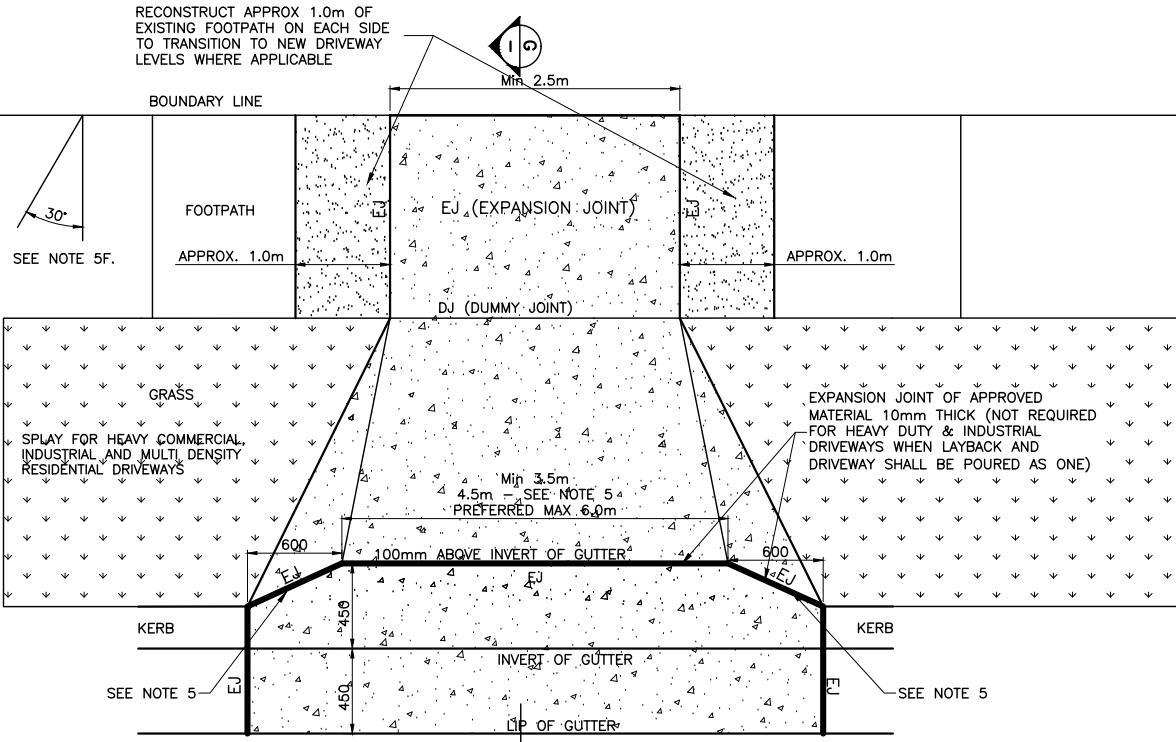 RECONSTRUCT APPROX 1.0m OF
EXISTING FOOTPATH ON EACH SIDE
TO TRANSITION TO NEW DRIVEWAY
LEVELS WHERE APPLICABLE
G
1
Min 2.5m
BOUNDARY LINE
30°
SEE NOTE 5F.
FOOTPATH
APPROX. 1.0m
EJ
EJ (EXPANSION JOINT)
EJ
APPROX. 1.0m
DJ (DUMMY JOINT)
GRASS
SPLAY FOR HEAVY COMMERCIAL,
INDUSTRIAL AND MULTI DENSITY
RESIDENTIAL DRIVEWAYS
EXPANSION JOINT OF APPROVED
MATERIAL 10mm THICK (NOT REQUIRED
FOR HEAVY DUTY & INDUSTRIAL
DRIVEWAYS WHEN LAYBACK AND
DRIVEWAY SHALL BE POURED AS ONE)
Min 3.5m
4.5m – SEE NOTE 5
PREFERRED MAX 6.0m
600
100mm ABOVE INVERT OF GUTTER
600
EJ
EJ
EJ
450
KERB
KERB
INVERT OF GUTTER
SEE NOTE 5
EJ
450
EJ
SEE NOTE 5
LIP OF GUTTER